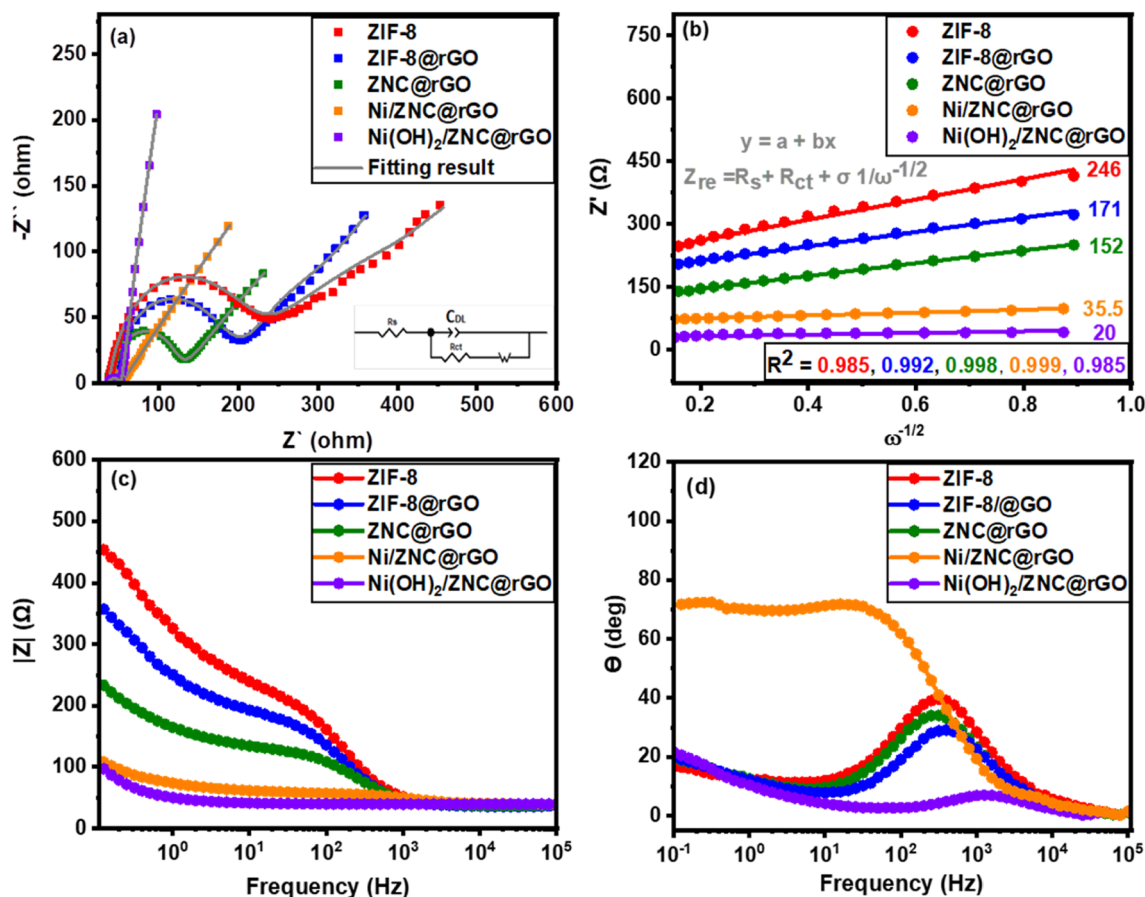 (a)
ZIF-8
ZIF-8@rGO
ZNC@rGO
Ni/ZNC@rGO
Ni(OH)₂/ZNC@rGO
Fitting result
250
200
150
100
50
0
-Z`` (ohm)
Rs
CDL
Rct
W
100 200 300 400 500 600
Z` (ohm)
(b)
ZIF-8
ZIF-8@rGO
ZNC@rGO
Ni/ZNC@rGO
Ni(OH)₂/ZNC@rGO
750
600
450
300
150
0
Z' (Ω)
y = a + bx
Zre =Rs+ Rct + σ 1/ω-1/2
246
171
152
35.5
20
R2 = 0.985, 0.992, 0.998, 0.999, 0.985
0.2 0.4 0.6 0.8 1.0
ω-1/2
(c)
ZIF-8
ZIF-8@rGO
ZNC@rGO
Ni/ZNC@rGO
Ni(OH)₂/ZNC@rGO
600
500
400
300
200
100
0
|Z| (Ω)
10⁰ 10¹ 10² 10³ 10⁴ 10⁵
Frequency (Hz)
(d)
ZIF-8
ZIF-8/@GO
ZNC@rGO
Ni/ZNC@rGO
Ni(OH)₂/ZNC@rGO
120
100
80
60
40
20
0
Θ (deg)
10⁻¹ 10⁰ 10¹ 10² 10³ 10⁴ 10⁵
Frequency (Hz)